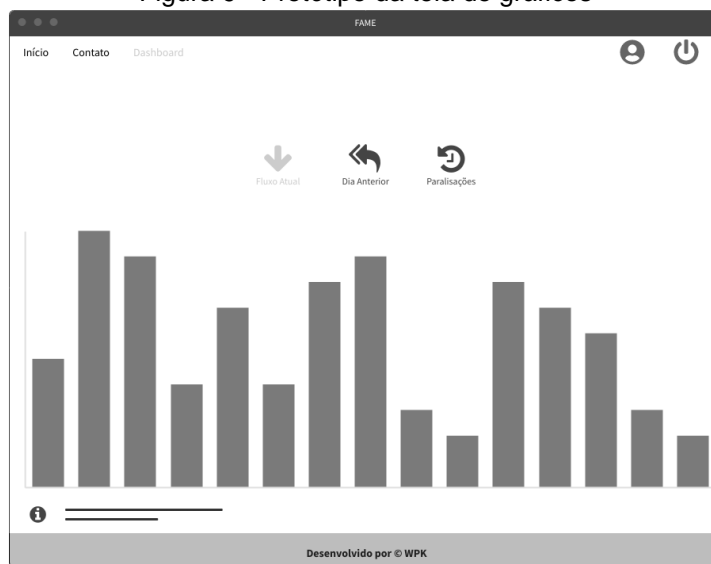 Figura 6 - Protótipo da tela de gráficos
FAME
Início Contato Dashboard
Fluxo Atual Dia Anterior Paralisações
Desenvolvido por © WPK